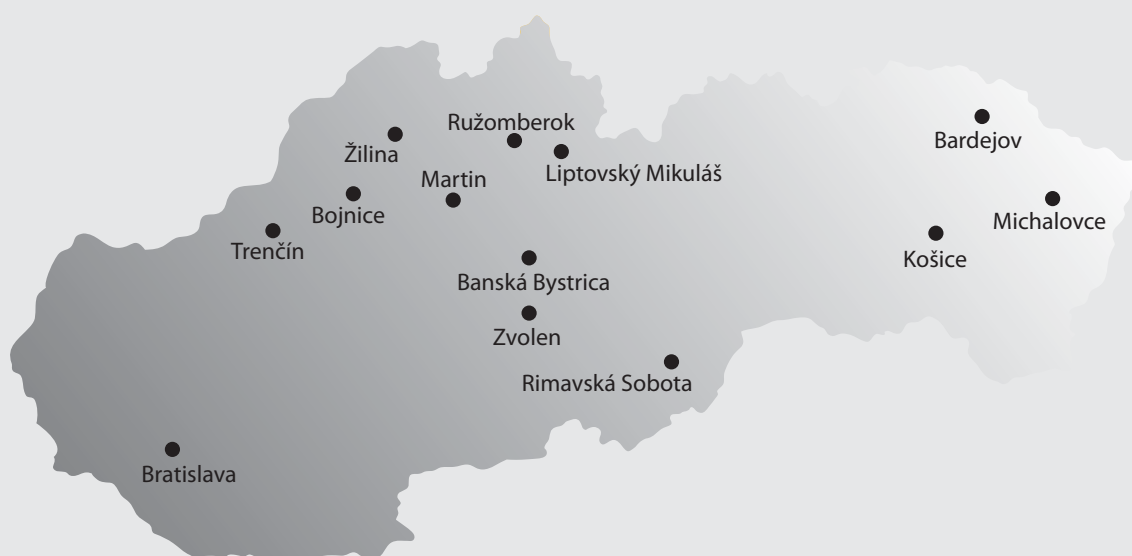 Ružomberok
Bardejov
Žilina
Liptovský Mikuláš
Martin
Bojnice
Michalovce
Trenčín
Košice
Banská Bystrica
Zvolen
Rimavská Sobota
Bratislava